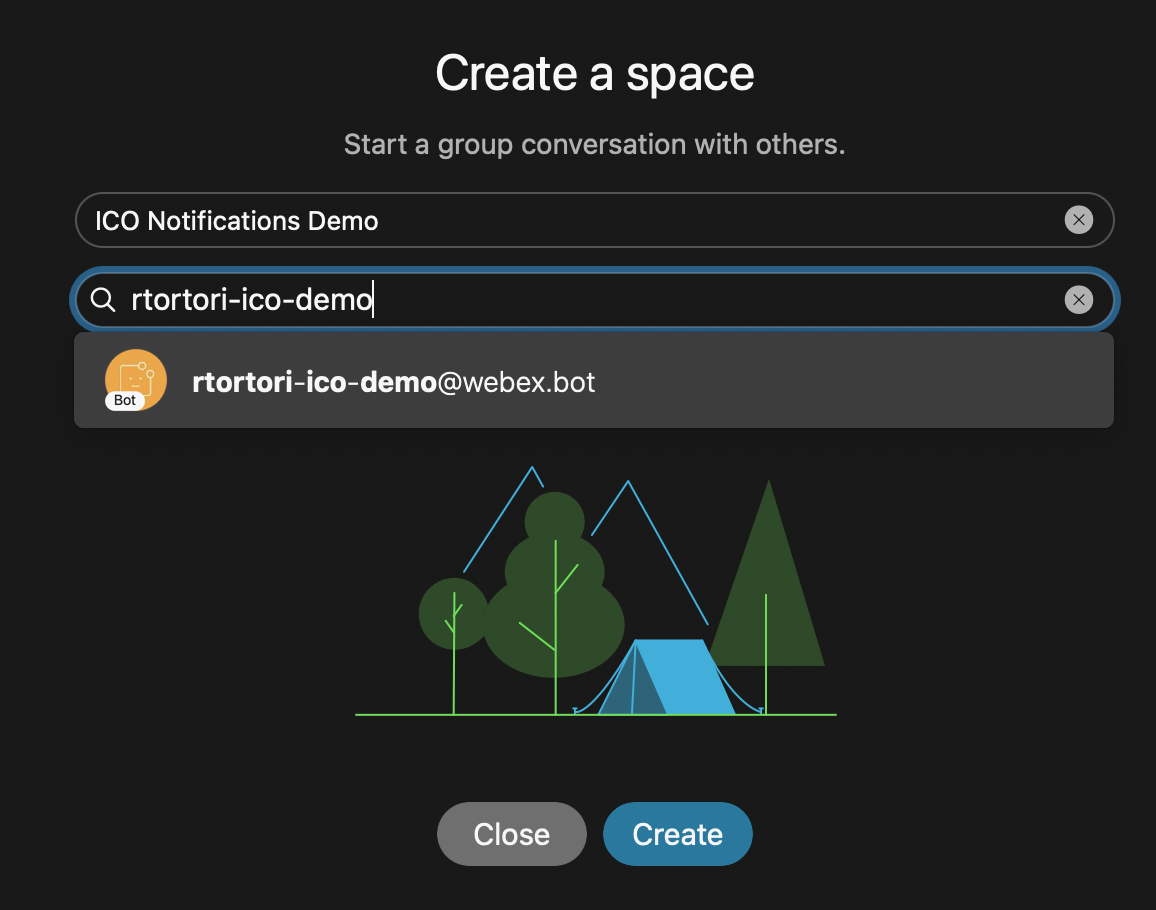 Create a space
Start a group conversation with others.
ICO Notifications Demo
rtortori-ico-demo
rtortori-ico-demo@webex.bot
Bot
Close
Create